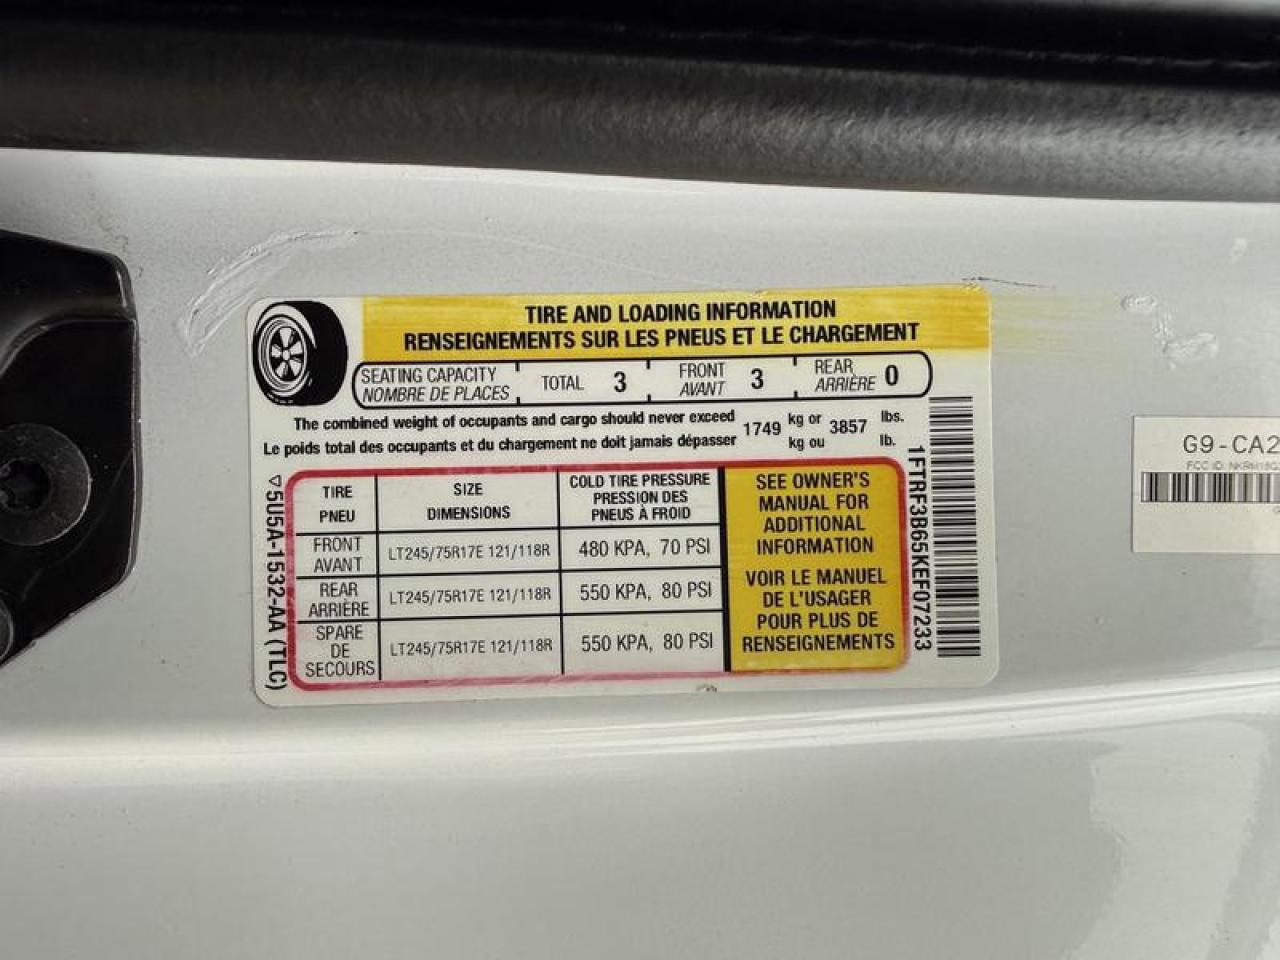 TIRE AND LOADING INFORMATION
RENSEIGNEMENTS SUR LES PNEUS ET LE CHARGEMENT
SEATING CAPACITY TOTAL 3 FRONT 3 REAR 0
NOMBRE DE PLACES AVANT ARRIÈRE
The combined weight of occupants and cargo should never exceed 1749 kg or 3857 lbs.
Le poids total des occupants et du chargement ne doit jamais dépasser kg ou lb.
TIRE SIZE COLD TIRE PRESSURE
PNEU DIMENSIONS PRESSION DES
PNEUS À FROID
FRONT LT245/75R17E 121/118R 480 KPA, 70 PSI
AVANT
REAR LT245/75R17E 121/118R 550 KPA, 80 PSI
ARRIÈRE
SPARE LT245/75R17E 121/118R 550 KPA, 80 PSI
DE
SECOURS
SEE OWNER'S
MANUAL FOR
ADDITIONAL
INFORMATION
VOIR LE MANUEL
DE L'USAGER
POUR PLUS DE
RENSEIGNEMENTS
5U5A-1532-AA (TLC)
1FTRF3B65KEF07233
G9-CA2
FCC ID: